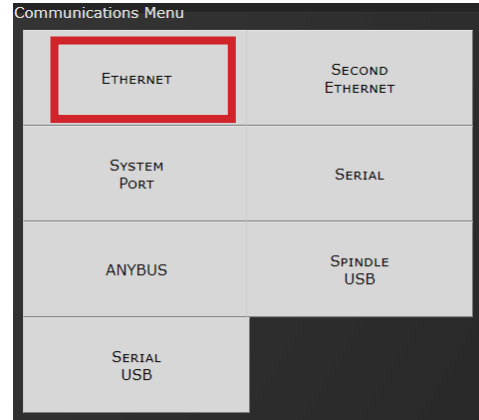 Communications Menu
Ethernet
Second
Ethernet
System
Port
Serial
ANYBUS
Spindle
USB
Serial
USB